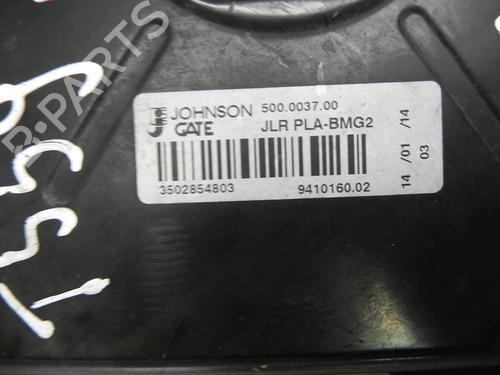 JOHNSON 500.0037.00
GATE JLR PLA-BMG2
3502854803 9410160.02
14 /01 /14
03
B-PARTS